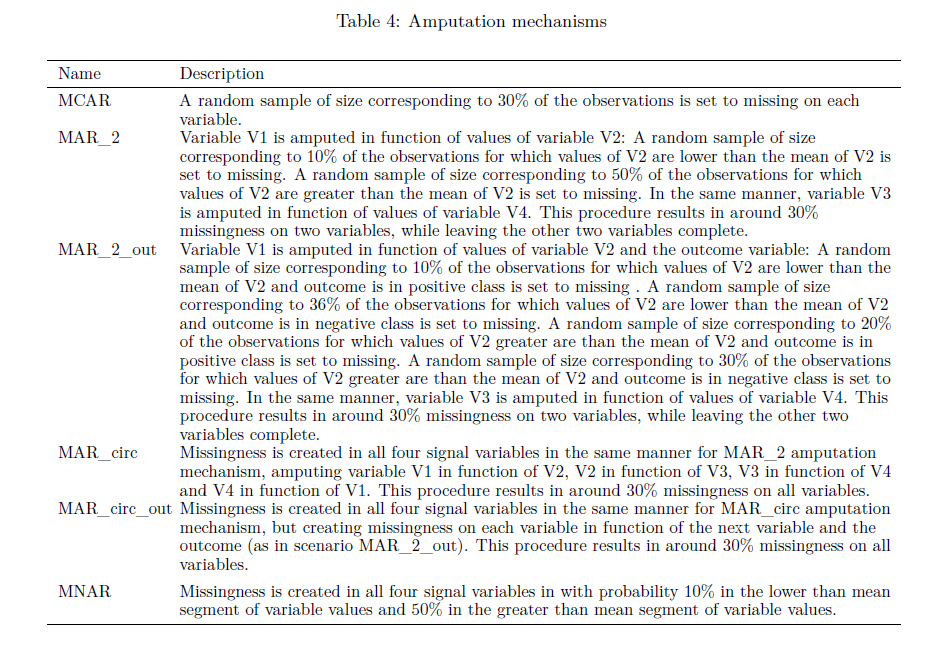 Table 4: Amputation mechanisms
Name Description
MCAR A random sample of size corresponding to 30% of the observations is set to missing on each
variable.
MAR_2 Variable V1 is amputed in function of values of variable V2: A random sample of size
corresponding to 10% of the observations for which values of V2 are lower than the mean of V2 is
set to missing. A random sample of size corresponding to 50% of the observations for which
values of V2 are greater than the mean of V2 is set to missing. In the same manner, variable V3
is amputed in function of values of variable V4. This procedure results in around 30%
missingness on two variables, while leaving the other two variables complete.
MAR_2_out Variable V1 is amputed in function of values of variable V2 and the outcome variable: A random
sample of size corresponding to 10% of the observations for which values of V2 are lower than the
mean of V2 and outcome is in positive class is set to missing . A random sample of size
corresponding to 36% of the observations for which values of V2 are lower than the mean of V2
and outcome is in negative class is set to missing. A random sample of size corresponding to 20%
of the observations for which values of V2 greater are than the mean of V2 and outcome is in
positive class is set to missing. A random sample of size corresponding to 30% of the observations
for which values of V2 greater are than the mean of V2 and outcome is in negative class is set to
missing. In the same manner, variable V3 is amputed in function of values of variable V4. This
procedure results in around 30% missingness on two variables, while leaving the other two
variables complete.
MAR_circ Missingness is created in all four signal variables in the same manner for MAR_2 amputation
mechanism, amputing variable V1 in function of V2, V2 in function of V3, V3 in function of V4
and V4 in function of V1. This procedure results in around 30% missingness on all variables.
MAR_circ_out Missingness is created in all four signal variables in the same manner for MAR_circ amputation
mechanism, but creating missingness on each variable in function of the next variable and the
outcome (as in scenario MAR_2_out). This procedure results in around 30% missingness on all
variables.
MNAR Missingness is created in all four signal variables in with probability 10% in the lower than mean
segment of variable values and 50% in the greater than mean segment of variable values.